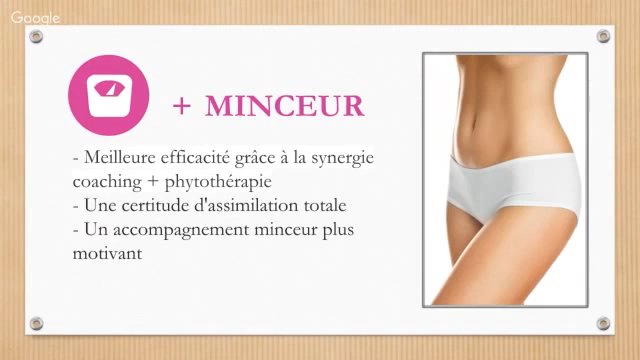 Google
+ MINCEUR
- Meilleure efficacité grâce à la synergie
coaching + phytothérapie
- Une certitude d'assimilation totale
- Un accompagnement minceur plus
motivant